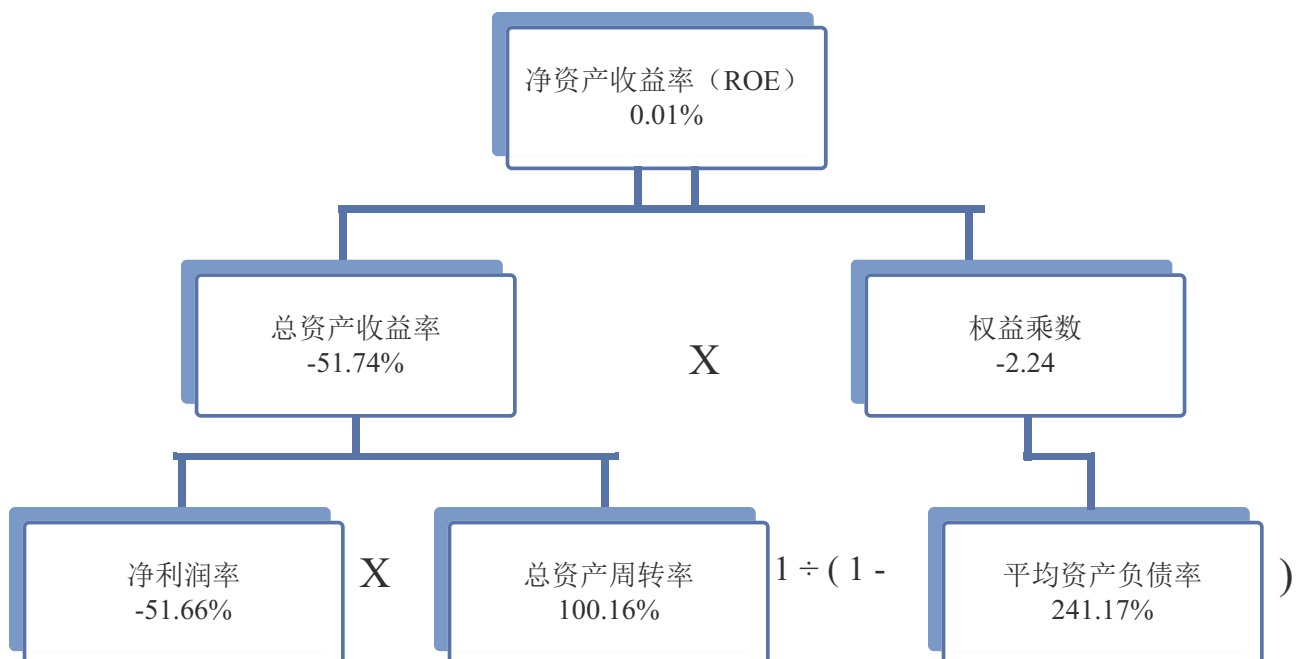 净资产收益率（ROE）
0.01%
总资产收益率
-51.74%
X
权益乘数
-2.24
净利润率
-51.66%
X
总资产周转率
100.16%
1 ÷ ( 1 -
平均资产负债率
241.17%
)